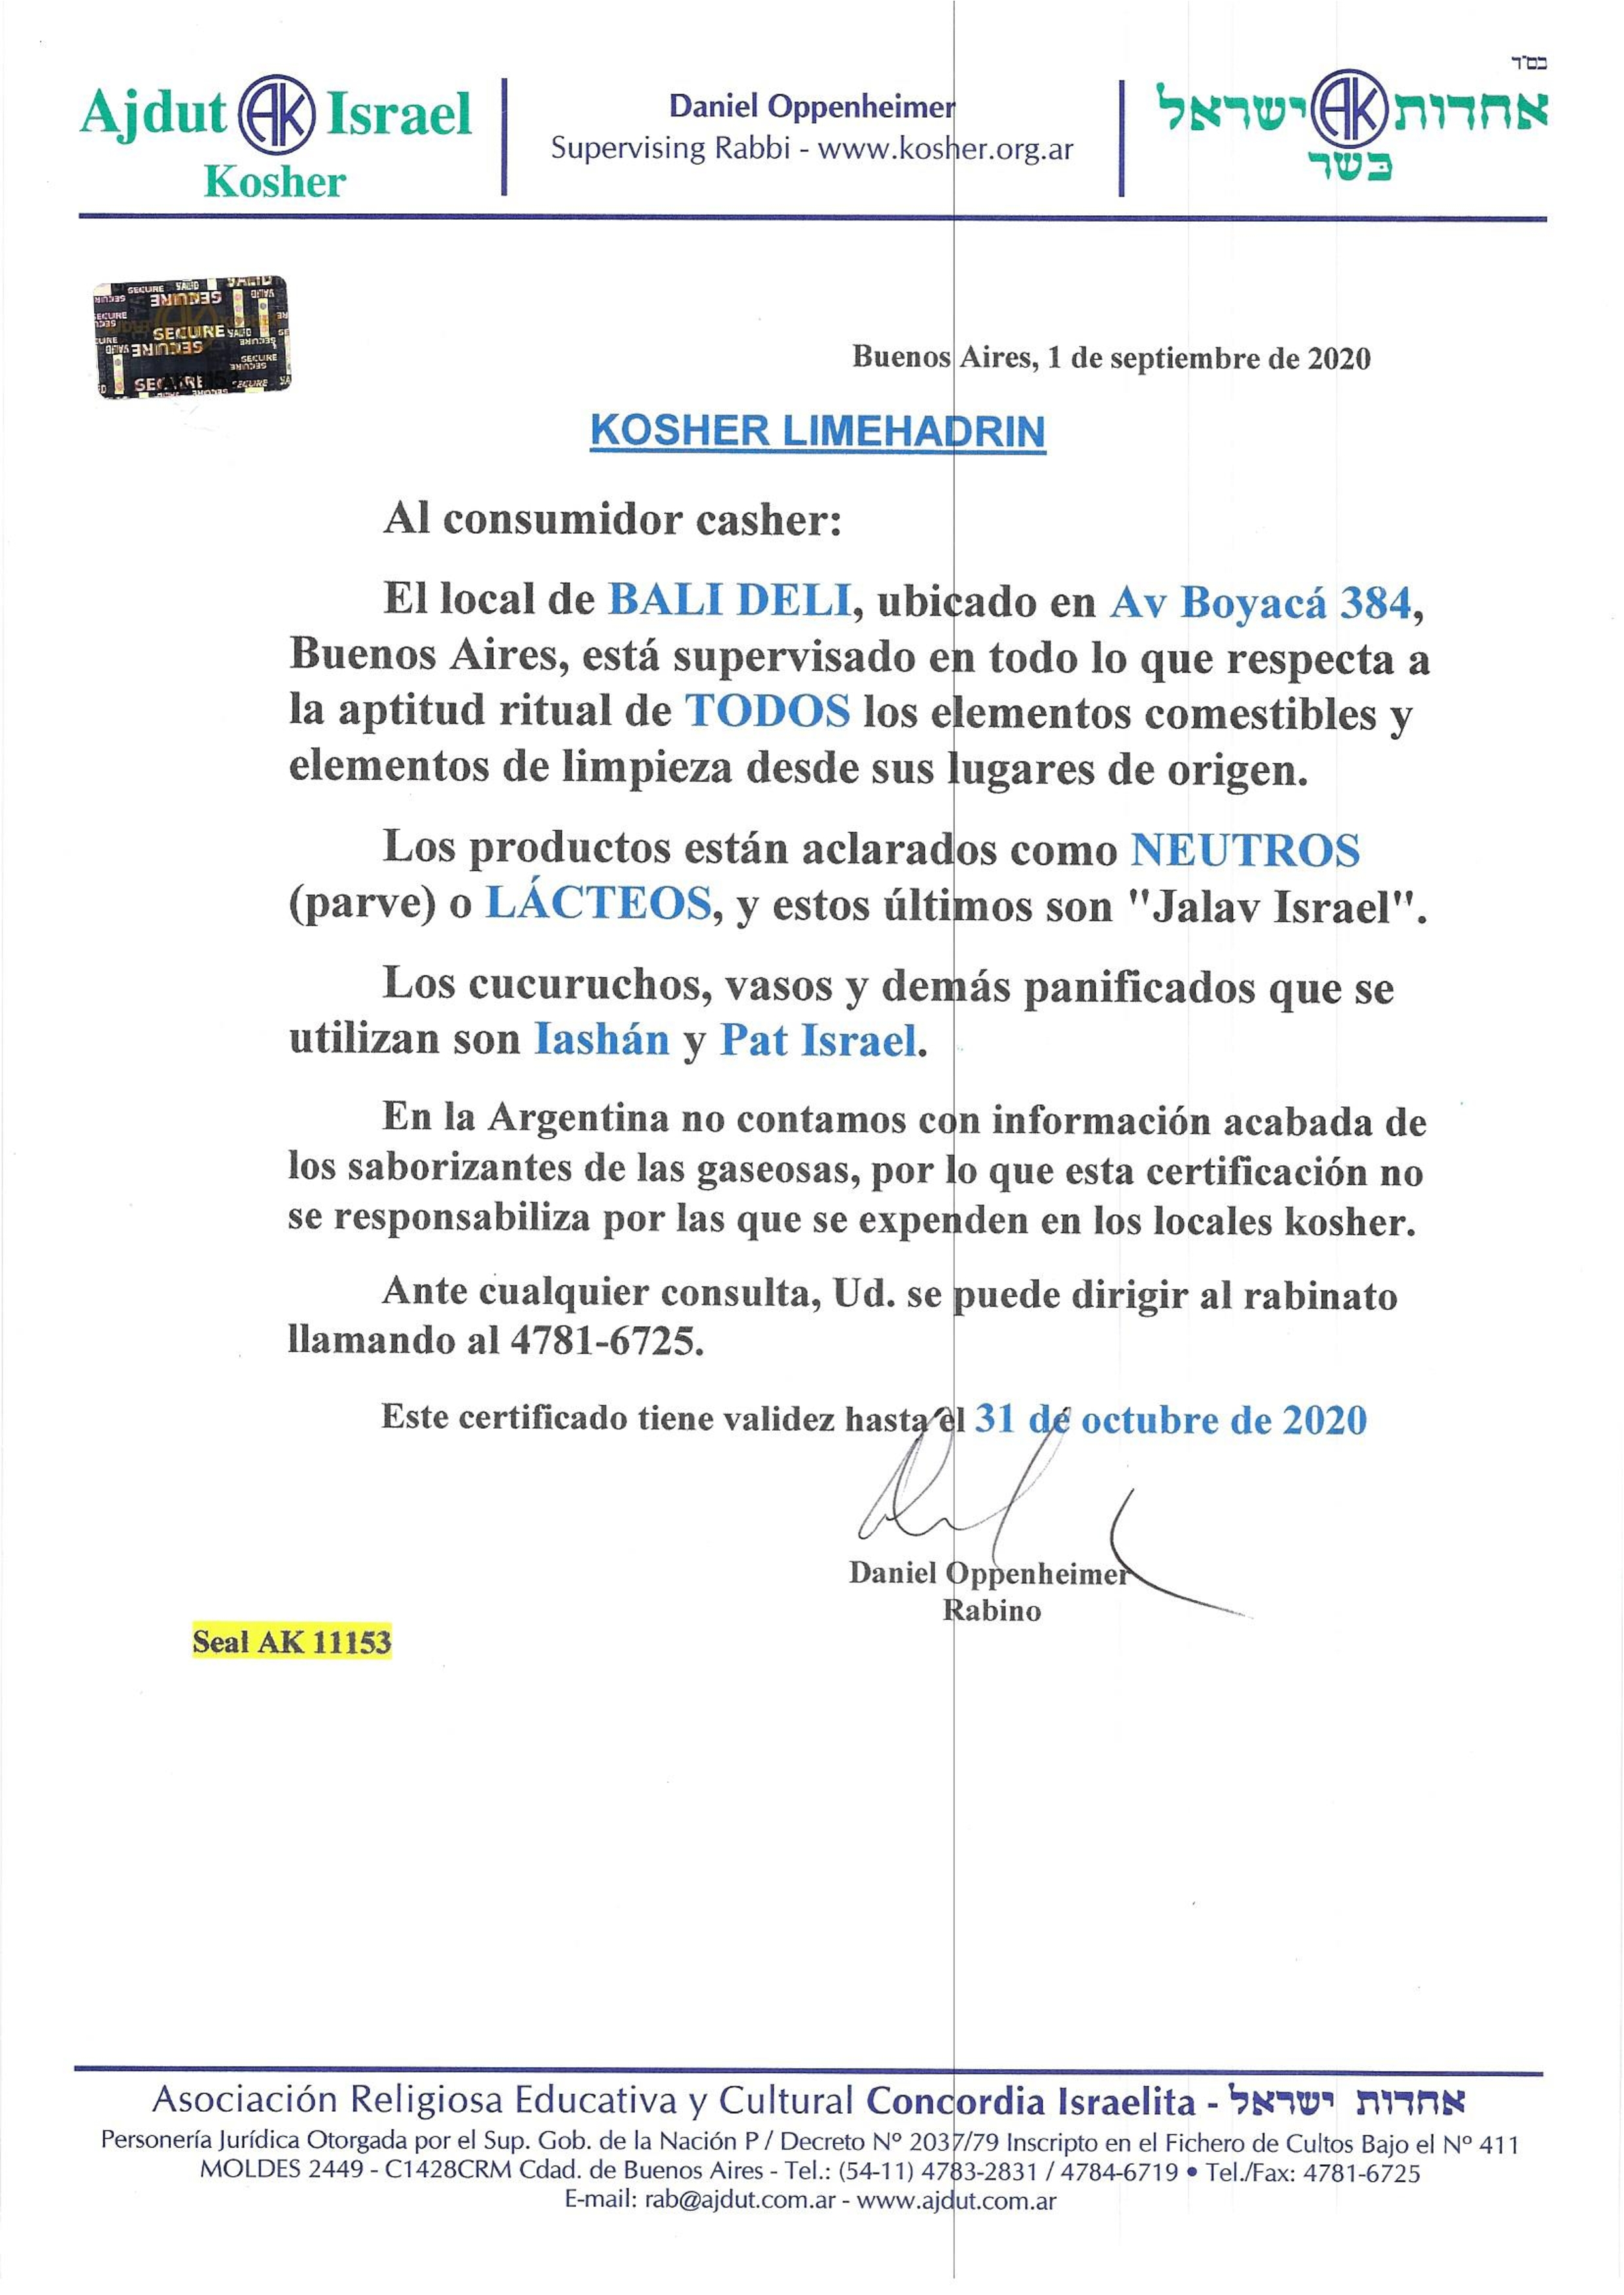 בס"ד
Ajdut AK Israel
Kosher
Daniel Oppenheimer
Supervising Rabbi - www.kosher.org.ar
אחדות AK ישראל
בשר
SECURE
VALID
SECURE
SECURE
SECURE
Buenos Aires, 1 de septiembre de 2020
KOSHER LIMEHADRIN
Al consumidor casher:
El local de BALI DELI, ubicado en Av Boyacá 384,
Buenos Aires, está supervisado en todo lo que respecta a
la aptitud ritual de TODOS los elementos comestibles y
elementos de limpieza desde sus lugares de origen.
Los productos están aclarados como NEUTROS
(parve) o LÁCTEOS, y estos últimos son "Jalav Israel".
Los cucuruchos, vasos y demás panificados que se
utilizan son Iashán y Pat Israel.
En la Argentina no contamos con información acabada de
los saborizantes de las gaseosas, por lo que esta certificación no
se responsabiliza por las que se expenden en los locales kosher.
Ante cualquier consulta, Ud. se puede dirigir al rabinato
llamando al 4781-6725.
Este certificado tiene validez hasta el 31 de octubre de 2020
Daniel Oppenheimer
Rabino
Seal AK 11153
Asociación Religiosa Educativa y Cultural Concordia Israelita - אחדות ישראל
Personería Jurídica Otorgada por el Sup. Gob. de la Nación P / Decreto Nº 2037/79 Inscripto en el Fichero de Cultos Bajo el Nº 411
MOLDES 2449 - C1428CRM Cdad. de Buenos Aires - Tel.: (54-11) 4783-2831 / 4784-6719 • Tel./Fax: 4781-6725
E-mail: rab@ajdut.com.ar - www.ajdut.com.ar